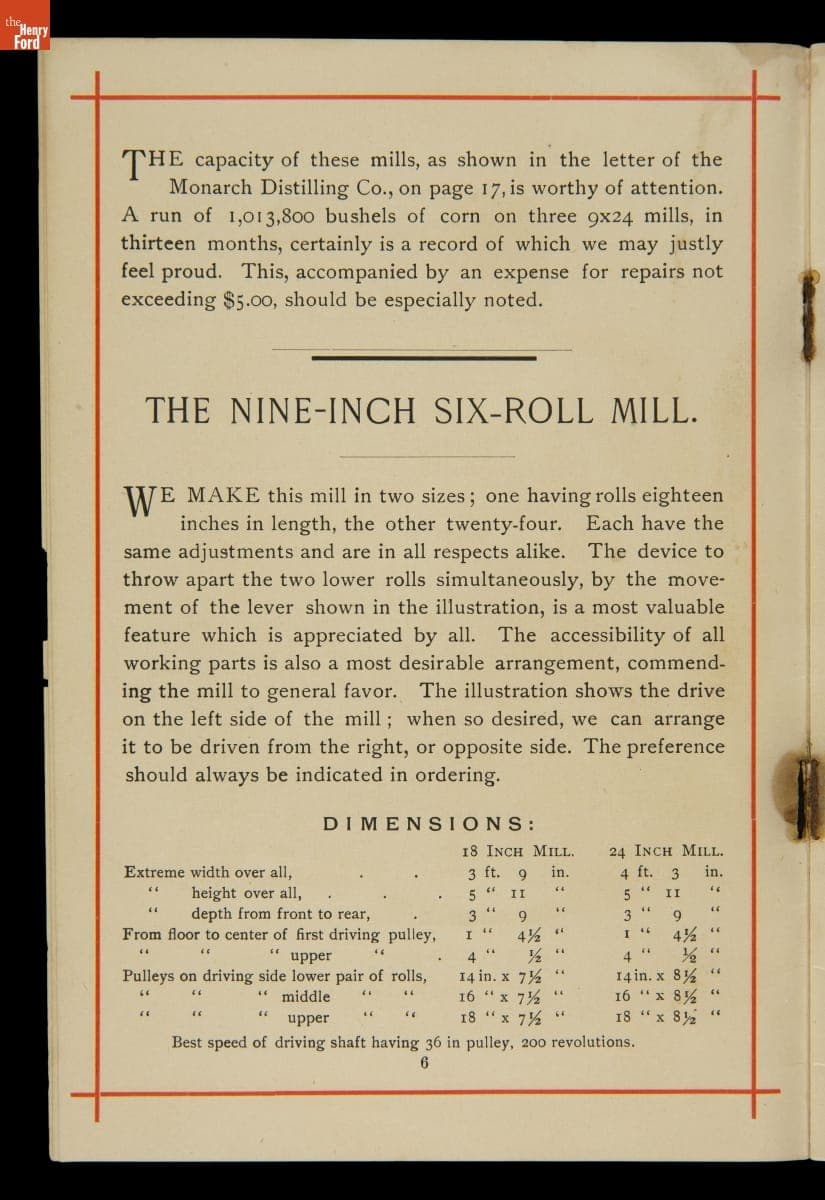 the Henry Ford
THE capacity of these mills, as shown in the letter of the
Monarch Distilling Co., on page 17, is worthy of attention.
A run of 1,013,800 bushels of corn on three 9x24 mills, in
thirteen months, certainly is a record of which we may justly
feel proud. This, accompanied by an expense for repairs not
exceeding $5.00, should be especially noted.
THE NINE-INCH SIX-ROLL MILL.
WE MAKE this mill in two sizes; one having rolls eighteen
inches in length, the other twenty-four. Each have the
same adjustments and are in all respects alike. The device to
throw apart the two lower rolls simultaneously, by the move-
ment of the lever shown in the illustration, is a most valuable
feature which is appreciated by all. The accessibility of all
working parts is also a most desirable arrangement, commend-
ing the mill to general favor. The illustration shows the drive
on the left side of the mill; when so desired, we can arrange
it to be driven from the right, or opposite side. The preference
should always be indicated in ordering.
DIMENSIONS:
18 INCH MILL. 24 INCH MILL.
Extreme width over all, . . 3 ft. 9 in. 4 ft. 3 in.
" height over all, . . . 5 " 11 " 5 " 11 "
" depth from front to rear, . 3 " 9 " 3 " 9 "
From floor to center of first driving pulley, 1 " 4½ " 1 " 4½ "
" " " upper " . 4 " ½ " 4 " ½ "
Pulleys on driving side lower pair of rolls, 14 in. x 7½ " 14 in. x 8½ "
" " " middle " " 16 " x 7½ " 16 " x 8½ "
" " " upper " " 18 " x 7½ " 18 " x 8½ "
Best speed of driving shaft having 36 in pulley, 200 revolutions.
6